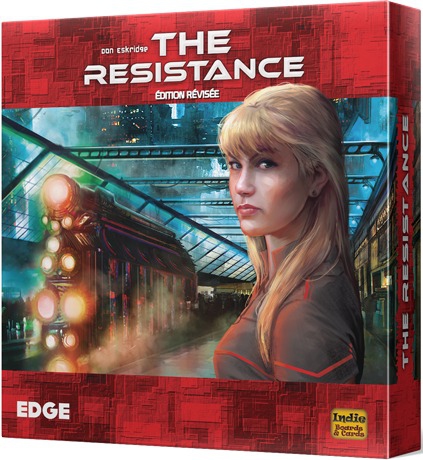 Don Eskridge
THE
RESISTANCE
ÉDITION RÉVISÉE
THE RESISTANCE
EDGE
Indie
Boards
& Cards